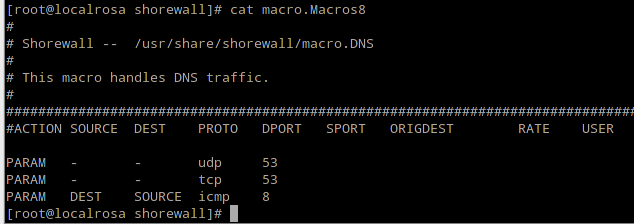 [root@localrosa shorewall]# cat macro.Macros8
#
# Shorewall --  /usr/share/shorewall/macro.DNS
#
# This macro handles DNS traffic.
#
###############################################################################
#ACTION SOURCE  DEST    PROTO   DPORT   SPORT   ORIGDEST        RATE    USER
PARAM   -       -       udp     53
PARAM   -       -       tcp     53
PARAM   DEST    SOURCE  icmp    8
[root@localrosa shorewall]#